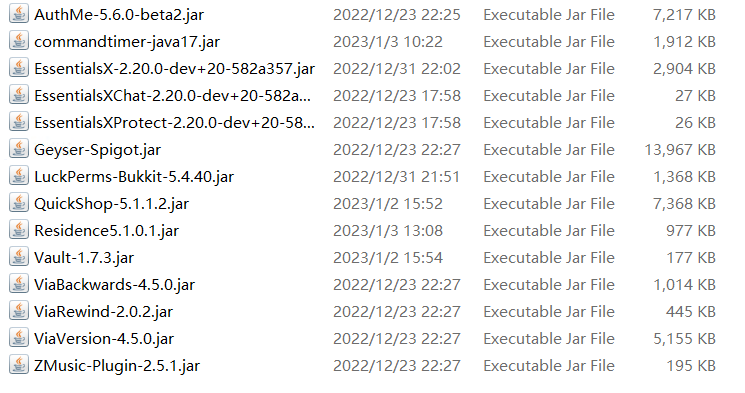 AuthMe-5.6.0-beta2.jar 2022/12/23 22:25 Executable Jar File 7,217 KB
commandtimer-java17.jar 2023/1/3 10:22 Executable Jar File 1,912 KB
EssentialsX-2.20.0-dev+20-582a357.jar 2022/12/31 22:02 Executable Jar File 2,904 KB
EssentialsXChat-2.20.0-dev+20-582a... 2022/12/23 17:58 Executable Jar File 27 KB
EssentialsXProtect-2.20.0-dev+20-58... 2022/12/23 17:58 Executable Jar File 26 KB
Geyser-Spigot.jar 2022/12/23 22:27 Executable Jar File 13,967 KB
LuckPerms-Bukkit-5.4.40.jar 2022/12/31 21:51 Executable Jar File 1,368 KB
QuickShop-5.1.1.2.jar 2023/1/2 15:52 Executable Jar File 7,368 KB
Residence5.1.0.1.jar 2023/1/3 13:08 Executable Jar File 977 KB
Vault-1.7.3.jar 2023/1/2 15:54 Executable Jar File 177 KB
ViaBackwards-4.5.0.jar 2022/12/23 22:27 Executable Jar File 1,014 KB
ViaRewind-2.0.2.jar 2022/12/23 22:27 Executable Jar File 445 KB
ViaVersion-4.5.0.jar 2022/12/23 22:27 Executable Jar File 5,155 KB
ZMusic-Plugin-2.5.1.jar 2022/12/23 22:27 Executable Jar File 195 KB